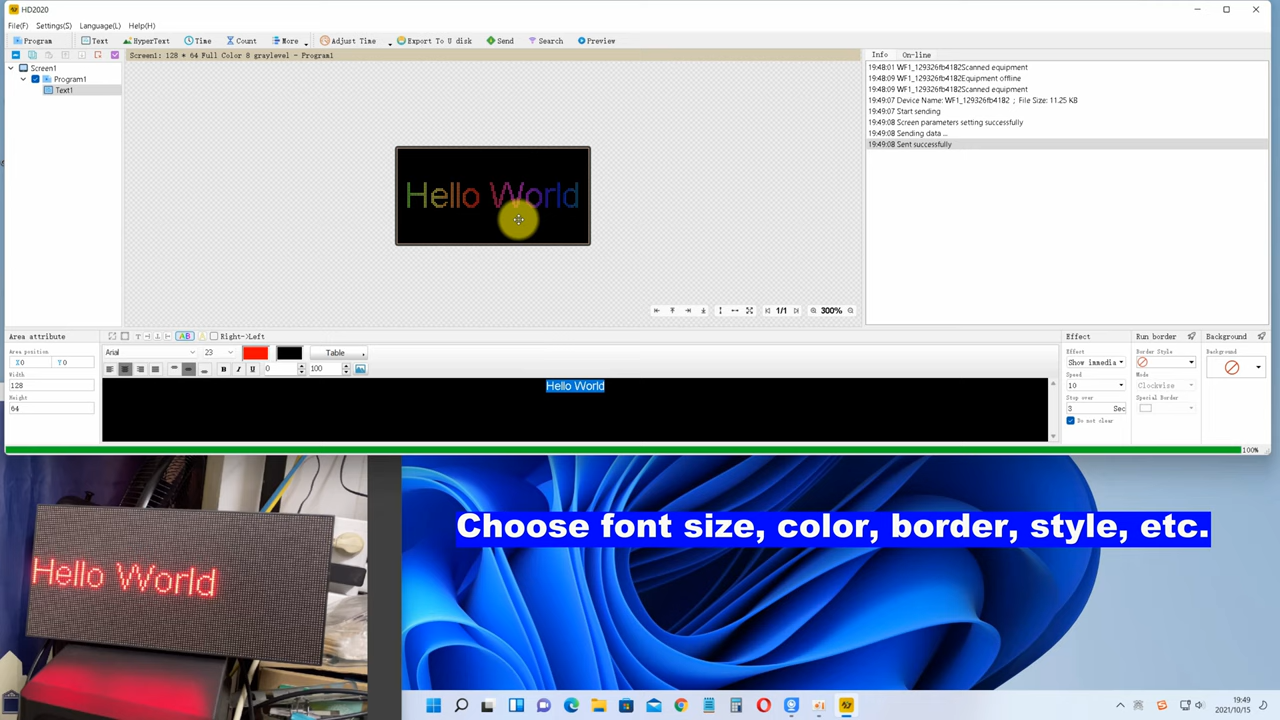 HD2020
File(F) Settings(S) Language(L) Help(H)
Program Text HyperText Time Count More Adjust Time Export To U disk Send Search Preview
Screen1: 128 * 64 Full Color 8 graylevel - Program1
Screen1
Program1
Text1
Hello World
1/1 300%
Info On-line
19:48:01 WF1_129326fb4182Scanned equipment
19:48:09 WF1_129326fb4182Equipment offline
19:48:09 WF1_129326fb4182Scanned equipment
19:49:07 Device Name: WF1_129326fb4182 ; File Size: 11.25 KB
19:49:07 Start sending
19:49:08 Screen parameters setting successfully
19:49:08 Sending data ...
19:49:08 Sent successfully
Area attribute
Area position
X0 Y0
Width
128
Height
64
AB Right->Left
Arial 23 Table
B I U 0 100
Hello World
Effect
Effect
Show immedia
Speed
10
Stop over
3 Sec
Do not clear
Run border
Border Style
Mode
Clockwise
Special Border
Background
Background
100%
Hello World
Choose font size, color, border, style, etc.
19:49
2021/10/15